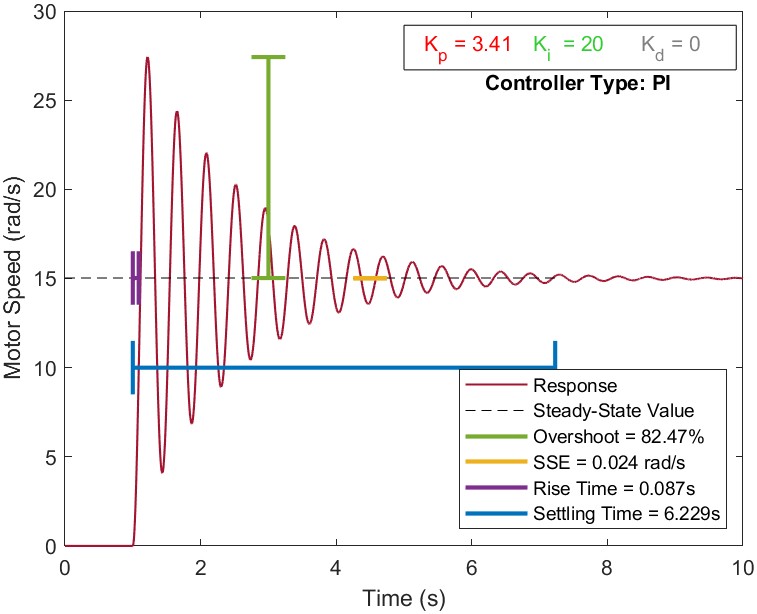 30
25
20
15
10
5
0
Motor Speed (rad/s)
Kp = 3.41 Ki = 20 Kd = 0
Controller Type: PI
Response
Steady-State Value
Overshoot = 82.47%
SSE = 0.024 rad/s
Rise Time = 0.087s
Settling Time = 6.229s
0 2 4 6 8 10
Time (s)